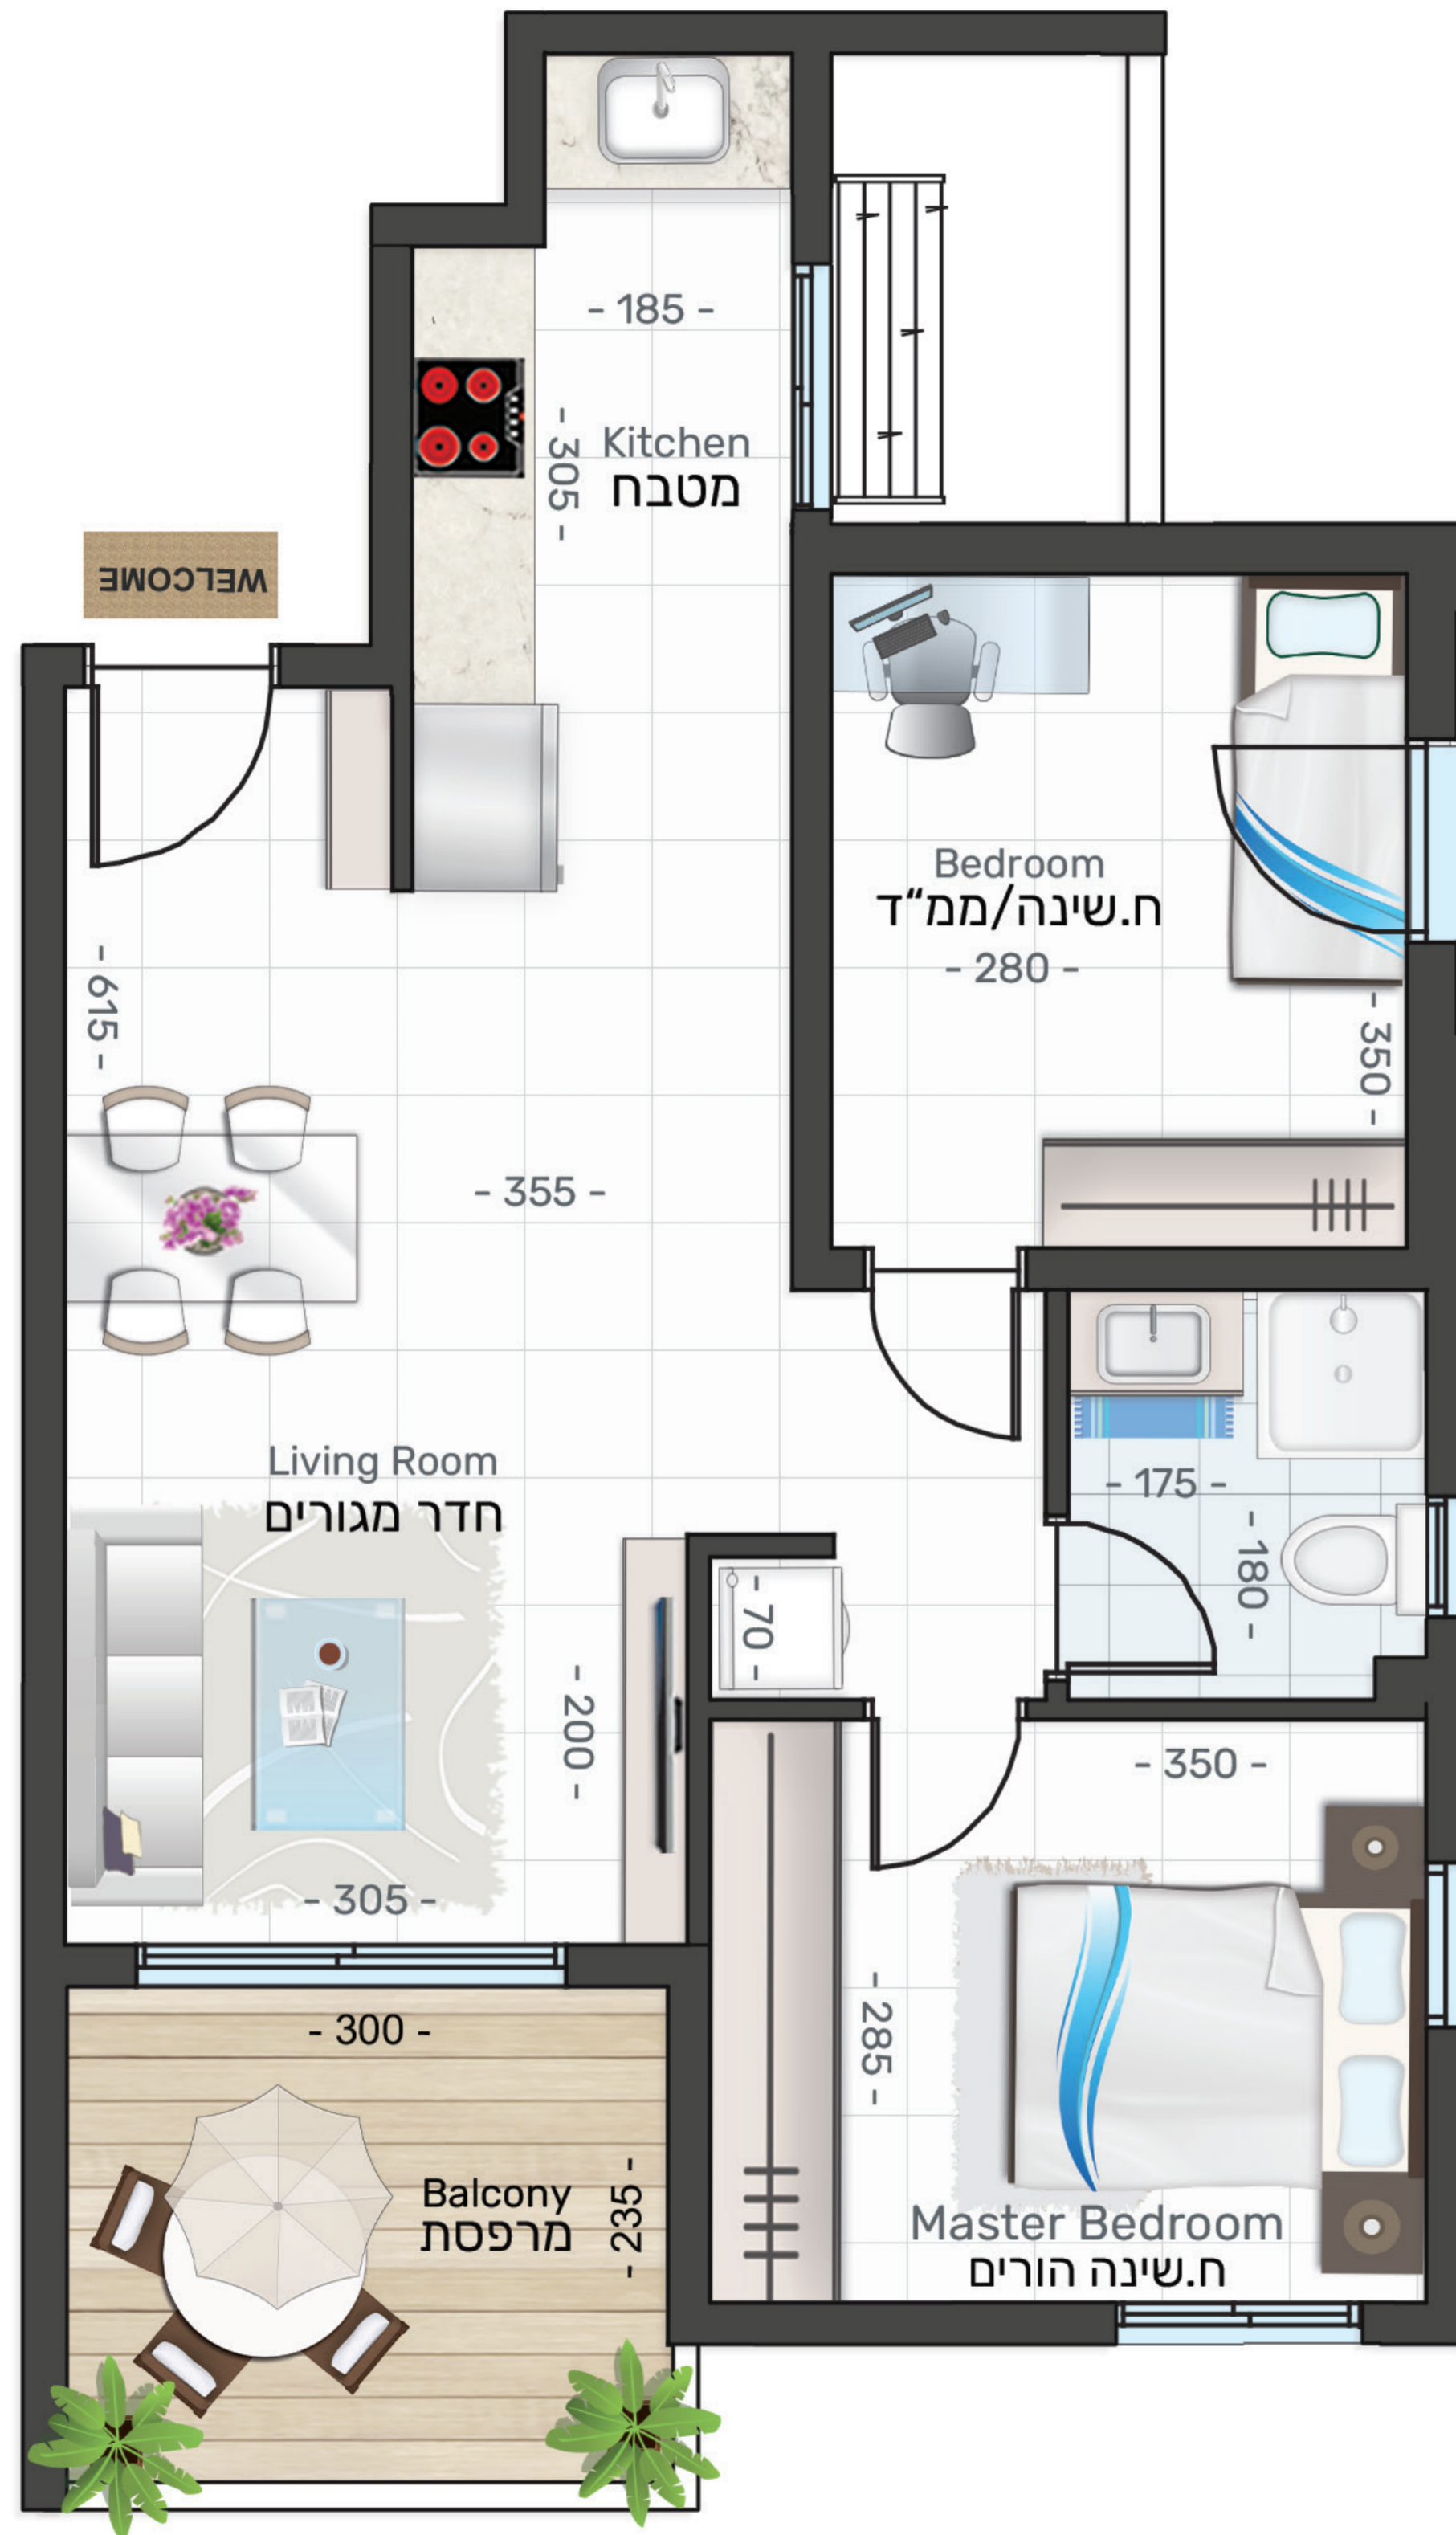 - 185 -
- 305 -
Kitchen
מטבח
WELCOME
Bedroom
ח.שינה/ממ“ד
- 280 -
- 350 -
- 615 -
- 355 -
Living Room
חדר מגורים
- 175 -
- 180 -
- 70 -
- 200 -
- 305 -
- 350 -
- 285 -
Master Bedroom
ח.שינה הורים
- 300 -
Balcony
מרפסת
- 235 -